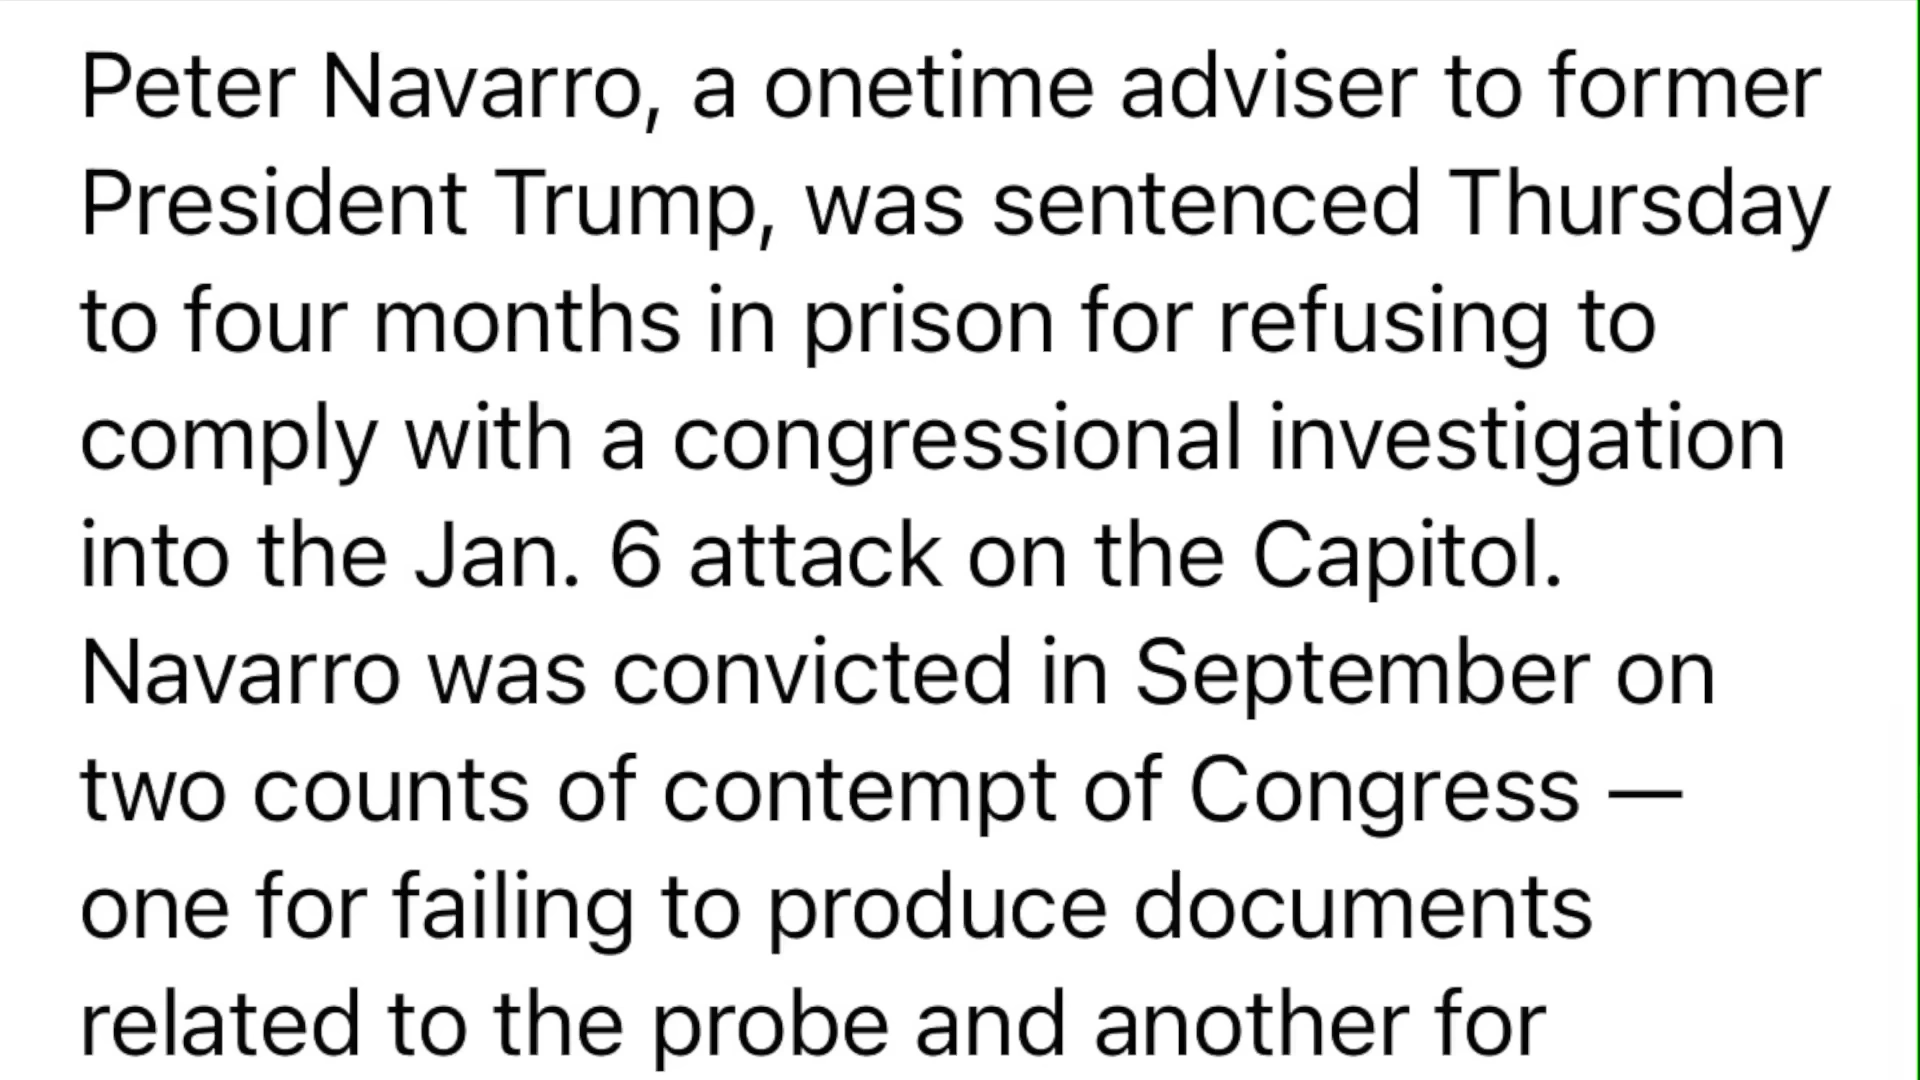 Peter Navarro, a onetime adviser to former
President Trump, was sentenced Thursday
to four months in prison for refusing to
comply with a congressional investigation
into the Jan. 6 attack on the Capitol.
Navarro was convicted in September on
two counts of contempt of Congress —
one for failing to produce documents
related to the probe and another for